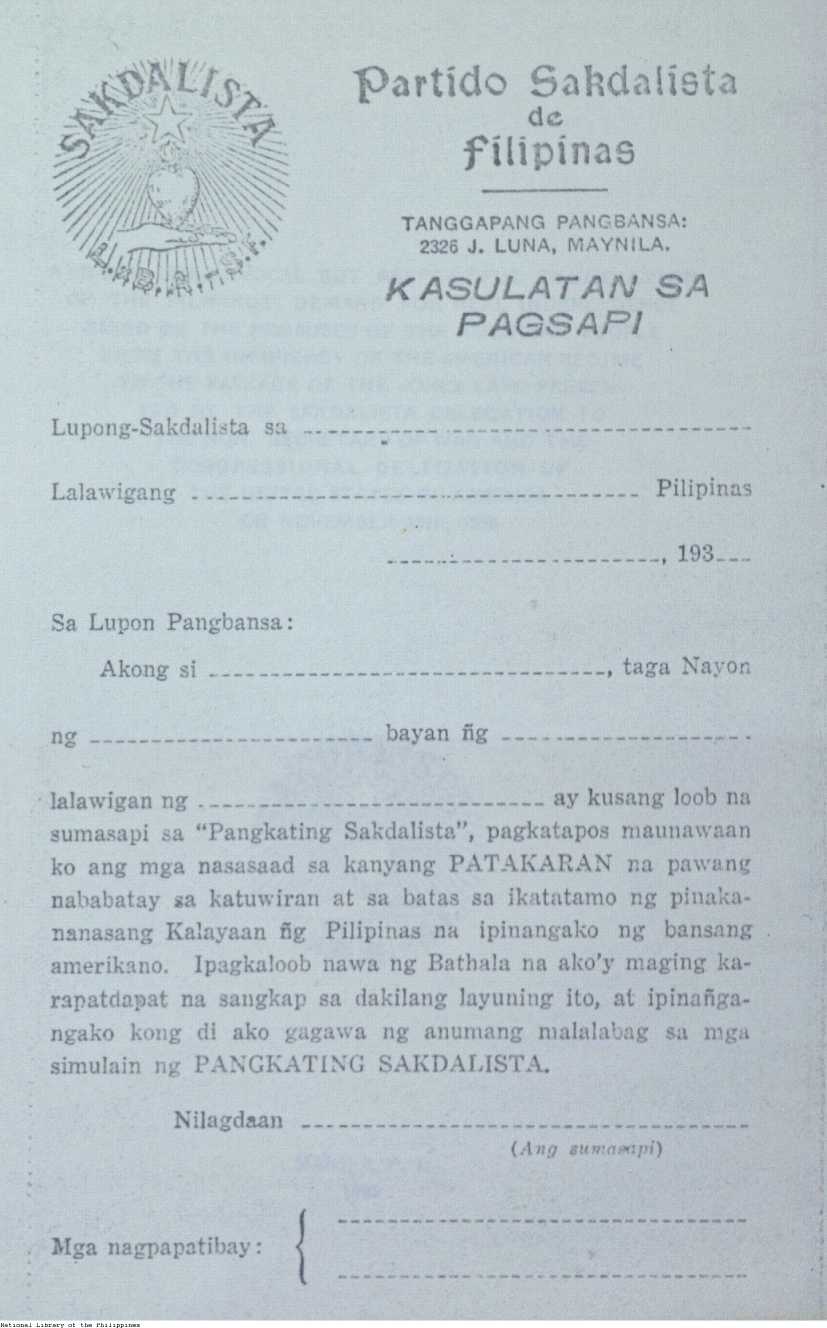 SAKDALISTA
Partido Sakdalista
de
Filipinas
TANGGAPANG PANGBANSA:
2326 J. LUNA, MAYNILA.
KASULATAN SA
PAGSAPI
Lupong-Sakdalista sa
Lalawigang Pilipinas
, 193
Sa Lupon Pangbansa:
Akong si , taga Nayon
ng bayan ñg
lalawigan ng ay kusang loob na
sumasapi sa “Pangkating Sakdalista”, pagkatapos maunawaan
ko ang mga nasasaad sa kanyang PATAKARAN na pawang
nababatay sa katuwiran at sa batas sa ikatatamo ng pinaka-
nanasang Kalayaan ñg Pilipinas na ipinangako ng bansang
amerikano. Ipagkaloob nawa ng Bathala na ako’y maging ka-
rapatdapat na sangkap sa dakilang layuning ito, at ipinañga-
ngako kong di ako gagawa ng anumang malalabag sa mga
simulain ng PANGKATING SAKDALISTA.
Nilagdaan
(Ang sumasapi)
Mga nagpapatibay:
National Library of the Philippines